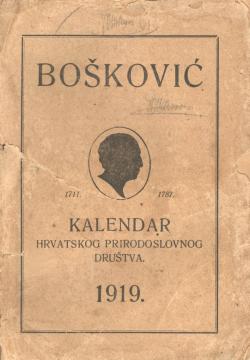 BOŠKOVIĆ
1711. 1787.
KALENDAR
HRVATSKOG PRIRODOSLOVNOG
DRUŠTVA.
1919.